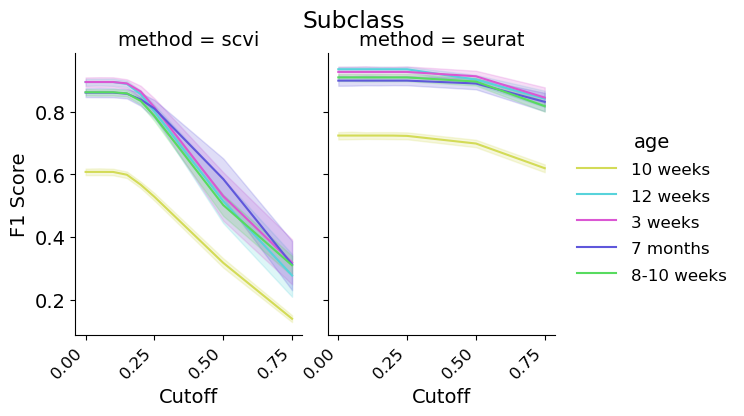 Subclass
method = scvi
method = seurat
F1 Score
0.8
0.6
0.4
0.2
0.00
0.25
0.50
0.75
0.00
0.25
0.50
0.75
Cutoff
Cutoff
age
10 weeks
12 weeks
3 weeks
7 months
8-10 weeks